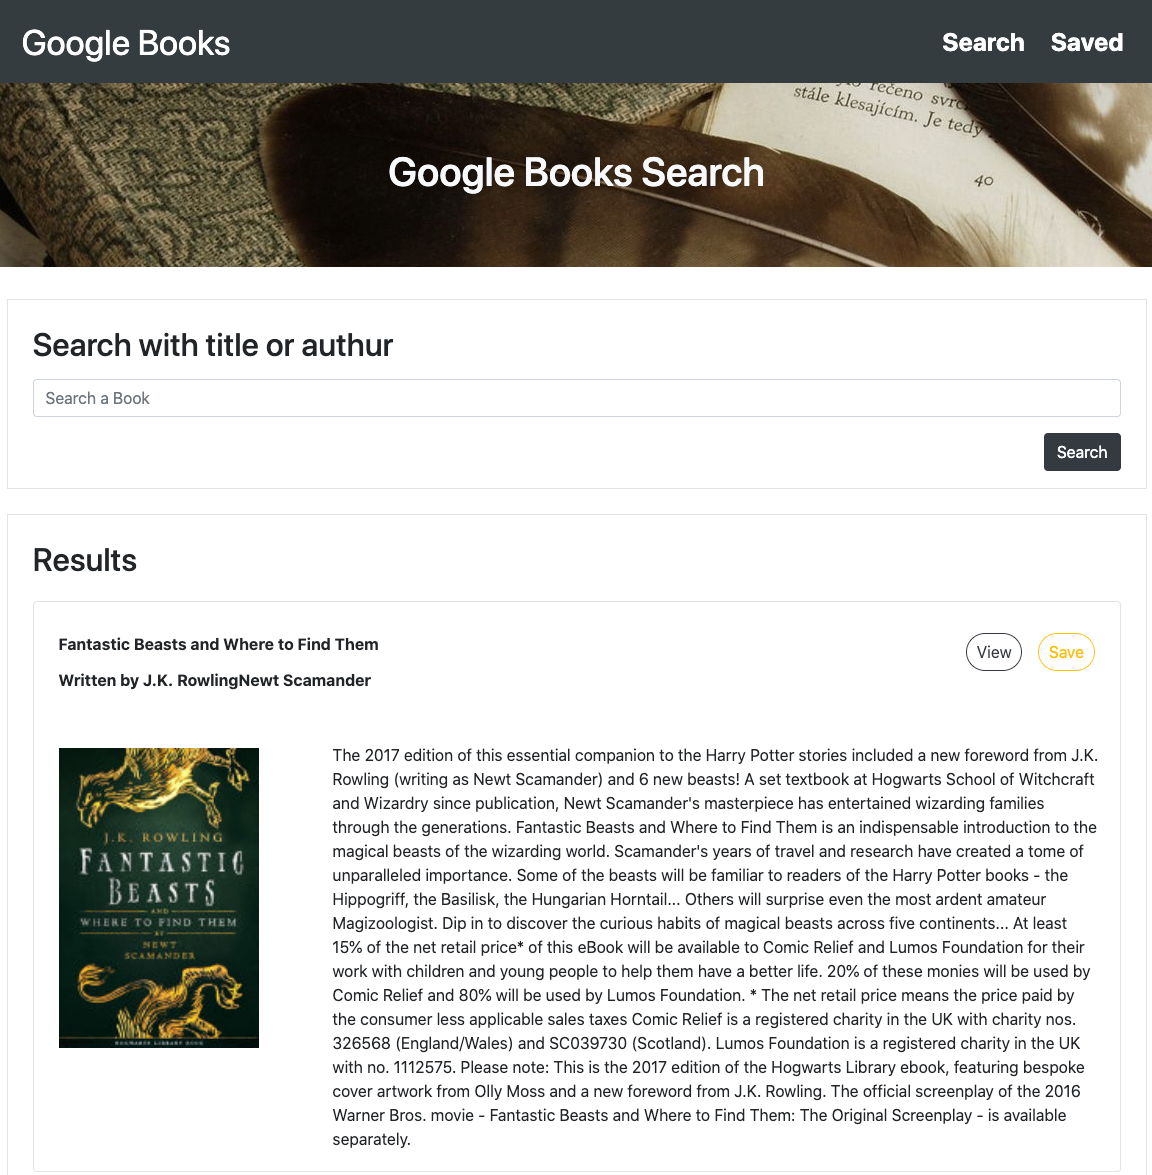 Google Books
Search Saved
Google Books Search
řečeno svrc
stále klesajícím. Je tedy
40
Search with title or authur
Search a Book
Search
Results
Fantastic Beasts and Where to Find Them
View Save
Written by J.K. RowlingNewt Scamander
J.K. ROWLING
FANTASTIC
BEASTS
AND
WHERE TO FIND THEM
BY
NEWT
SCAMANDER
HOGWARTS LIBRARY BOOK
The 2017 edition of this essential companion to the Harry Potter stories included a new foreword from J.K.
Rowling (writing as Newt Scamander) and 6 new beasts! A set textbook at Hogwarts School of Witchcraft
and Wizardry since publication, Newt Scamander's masterpiece has entertained wizarding families
through the generations. Fantastic Beasts and Where to Find Them is an indispensable introduction to the
magical beasts of the wizarding world. Scamander's years of travel and research have created a tome of
unparalleled importance. Some of the beasts will be familiar to readers of the Harry Potter books - the
Hippogriff, the Basilisk, the Hungarian Horntail... Others will surprise even the most ardent amateur
Magizoologist. Dip in to discover the curious habits of magical beasts across five continents... At least
15% of the net retail price* of this eBook will be available to Comic Relief and Lumos Foundation for their
work with children and young people to help them have a better life. 20% of these monies will be used by
Comic Relief and 80% will be used by Lumos Foundation. * The net retail price means the price paid by
the consumer less applicable sales taxes Comic Relief is a registered charity in the UK with charity nos.
326568 (England/Wales) and SC039730 (Scotland). Lumos Foundation is a registered charity in the UK
with no. 1112575. Please note: This is the 2017 edition of the Hogwarts Library ebook, featuring bespoke
cover artwork from Olly Moss and a new foreword from J.K. Rowling. The official screenplay of the 2016
Warner Bros. movie - Fantastic Beasts and Where to Find Them: The Original Screenplay - is available
separately.